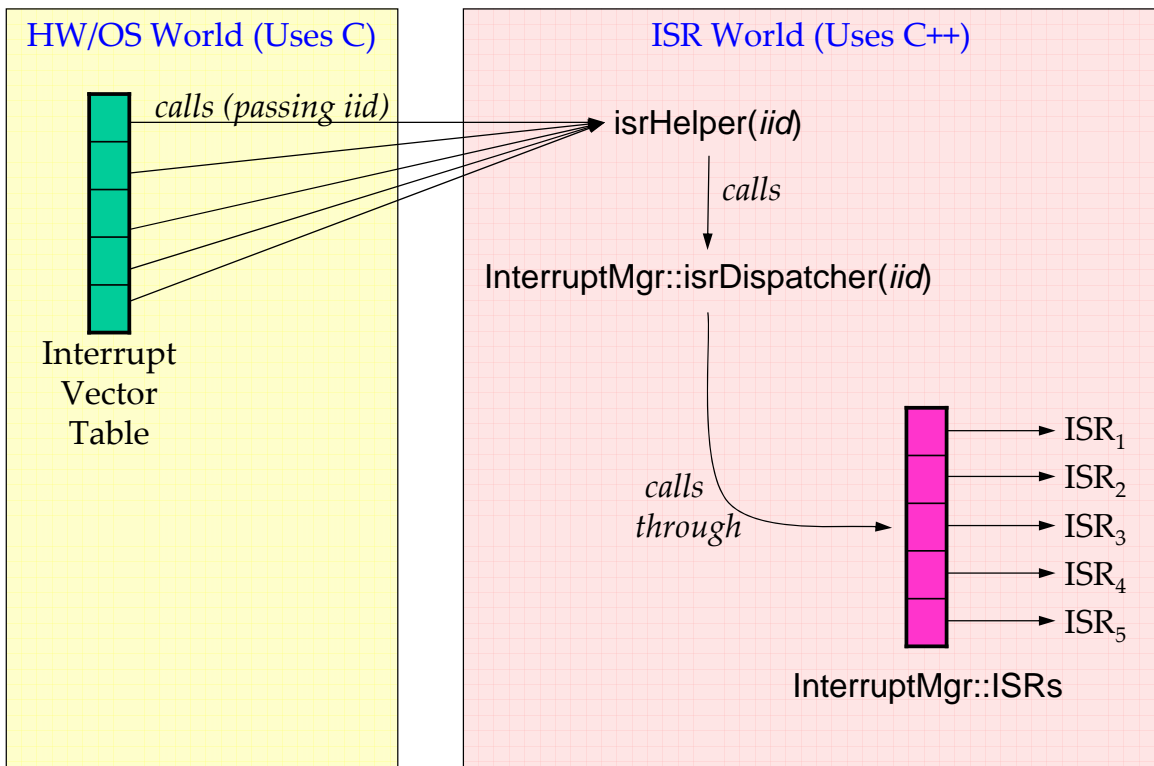 HW/OS World (Uses C)
calls (passing iid)
Interrupt
Vector
Table
ISR World (Uses C++)
isrHelper(iid)
calls
InterruptMgr::isrDispatcher(iid)
calls
through
ISR₁
ISR₂
ISR₃
ISR₄
ISR₅
InterruptMgr::ISRs